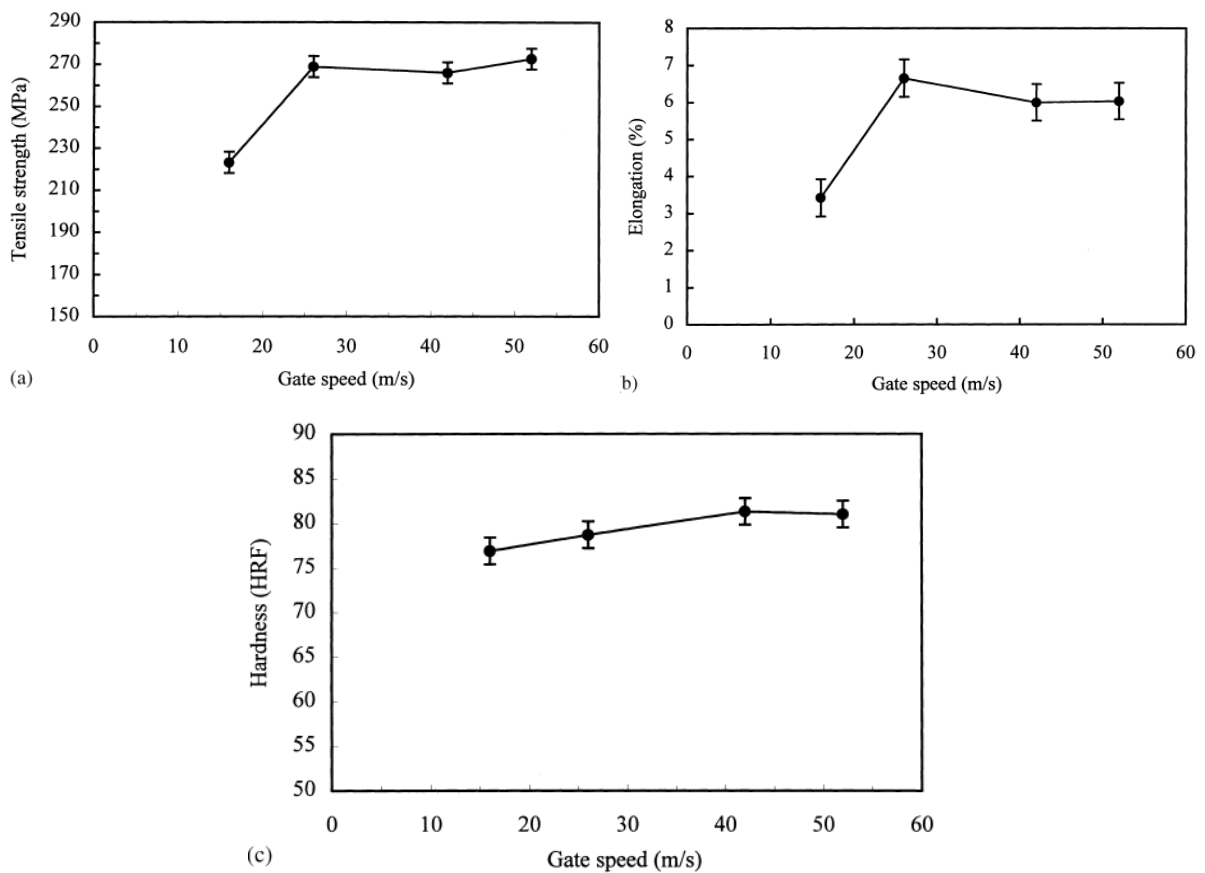 290
270
250
230
210
190
170
150
Tensile strength (MPa)
0 10 20 30 40 50 60
Gate speed (m/s)
(a)
8
7
6
5
4
3
2
1
0
Elongation (%)
0 10 20 30 40 50 60
Gate speed (m/s)
b)
90
85
80
75
70
65
60
55
50
Hardness (HRF)
0 10 20 30 40 50 60
Gate speed (m/s)
(c)